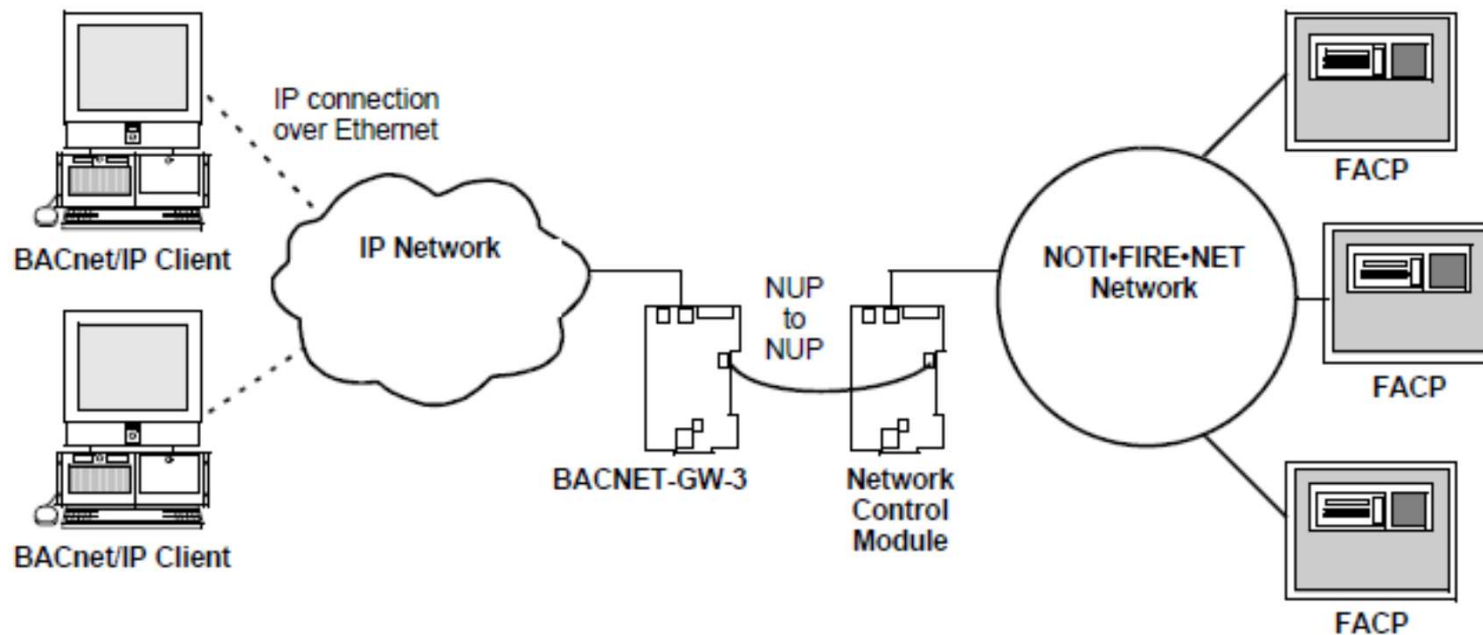 IP connection
over Ethernet
BACnet/IP Client
IP Network
BACnet/IP Client
NUP
to
NUP
BACNET-GW-3
Network
Control
Module
NOTI•FIRE•NET
Network
FACP
FACP
FACP